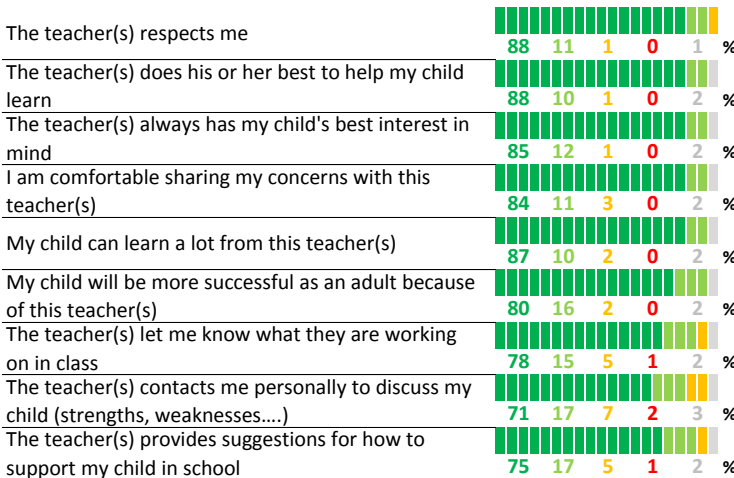 The teacher(s) respects me
88 11 1 0 1 %
The teacher(s) does his or her best to help my child
learn
88 10 1 0 2 %
The teacher(s) always has my child's best interest in
mind
85 12 1 0 2 %
I am comfortable sharing my concerns with this
teacher(s)
84 11 3 0 2 %
My child can learn a lot from this teacher(s)
87 10 2 0 2 %
My child will be more successful as an adult because
of this teacher(s)
80 16 2 0 2 %
The teacher(s) let me know what they are working
on in class
78 15 5 1 2 %
The teacher(s) contacts me personally to discuss my
child (strengths, weaknesses....)
71 17 7 2 3 %
The teacher(s) provides suggestions for how to
support my child in school
75 17 5 1 2 %